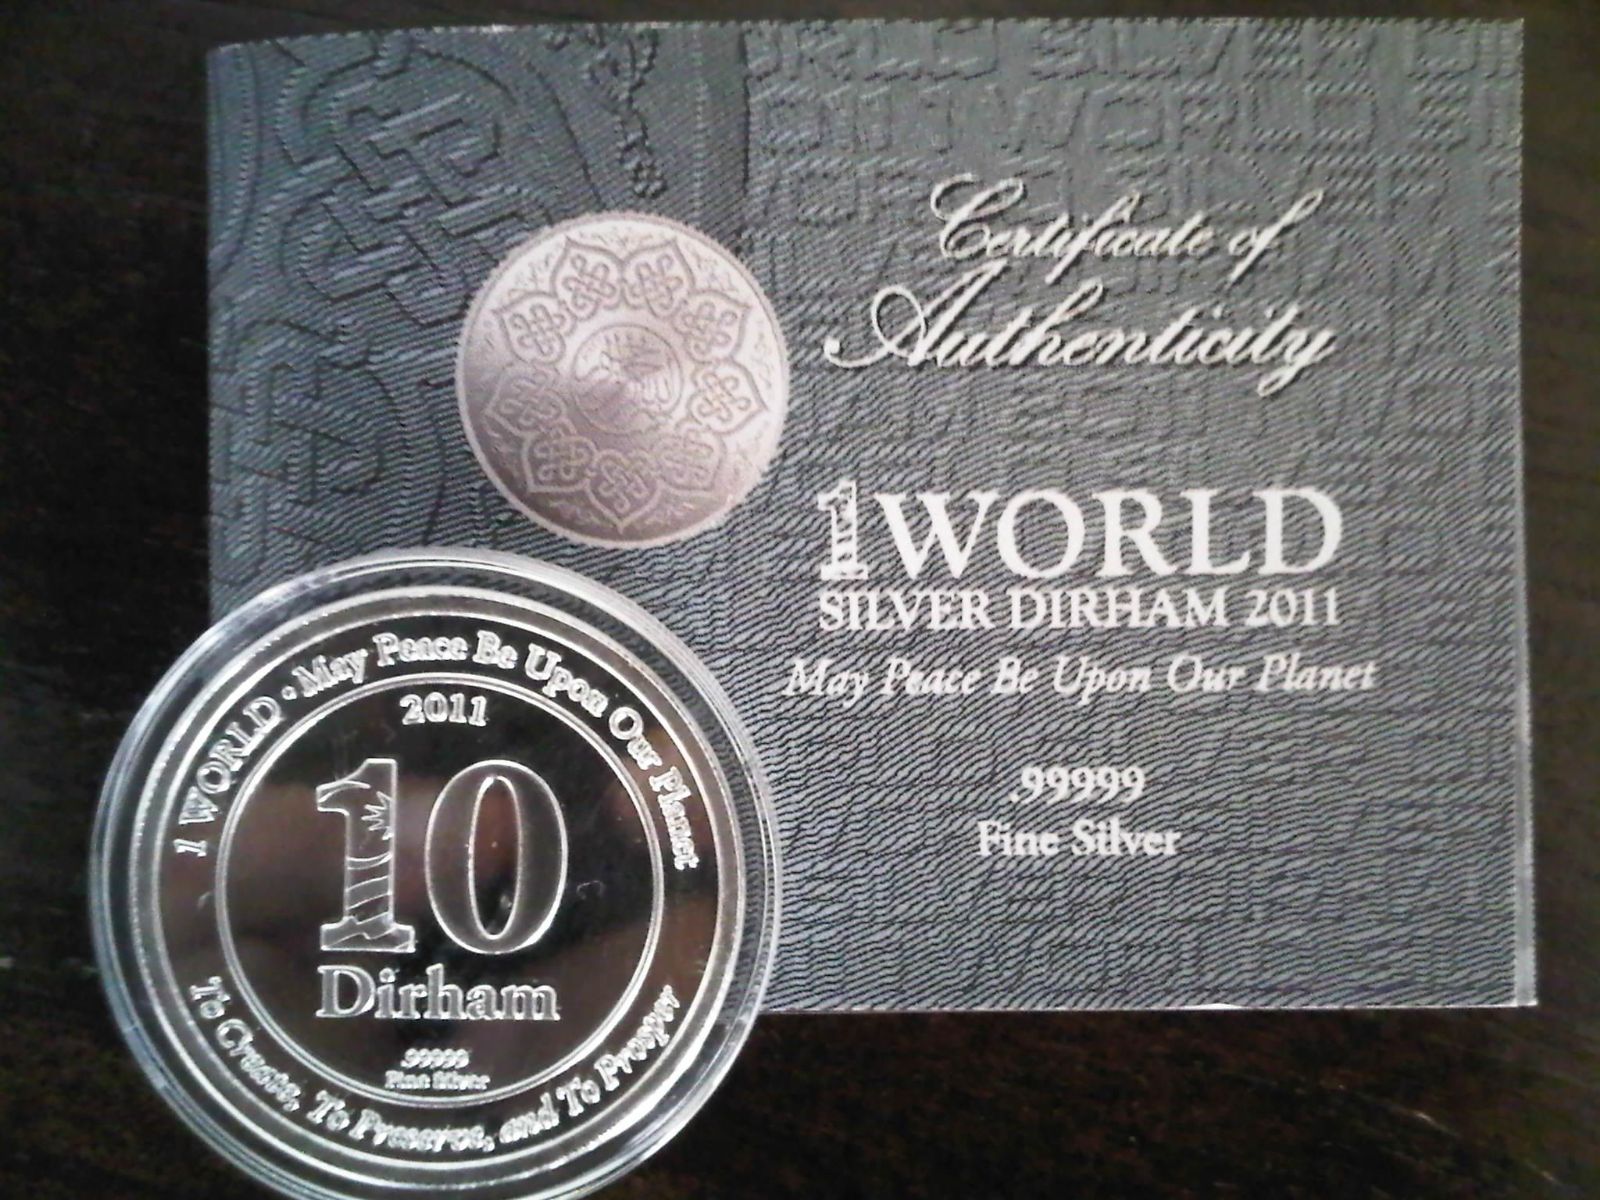 Certificate of
Authenticity
1WORLD
SILVER DIRHAM 2011
May Peace Be Upon Our Planet
.99999
Fine Silver
1 WORLD • May Peace Be Upon Our Planet
2011
10
Dirham
.99999
Fine Silver
To Create, To Preserve, and To Prosper